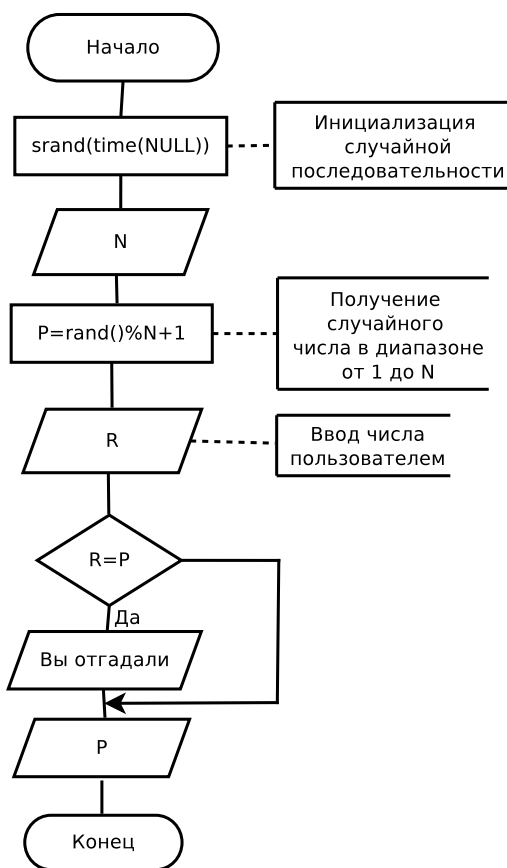 Начало
srand(time(NULL))
Инициализация
случайной
последовательности
N
P=rand()%N+1
Получение
случайного
числа в диапазоне
от 1 до N
R
Ввод числа
пользователем
R=P
Да
Вы отгадали
P
Конец